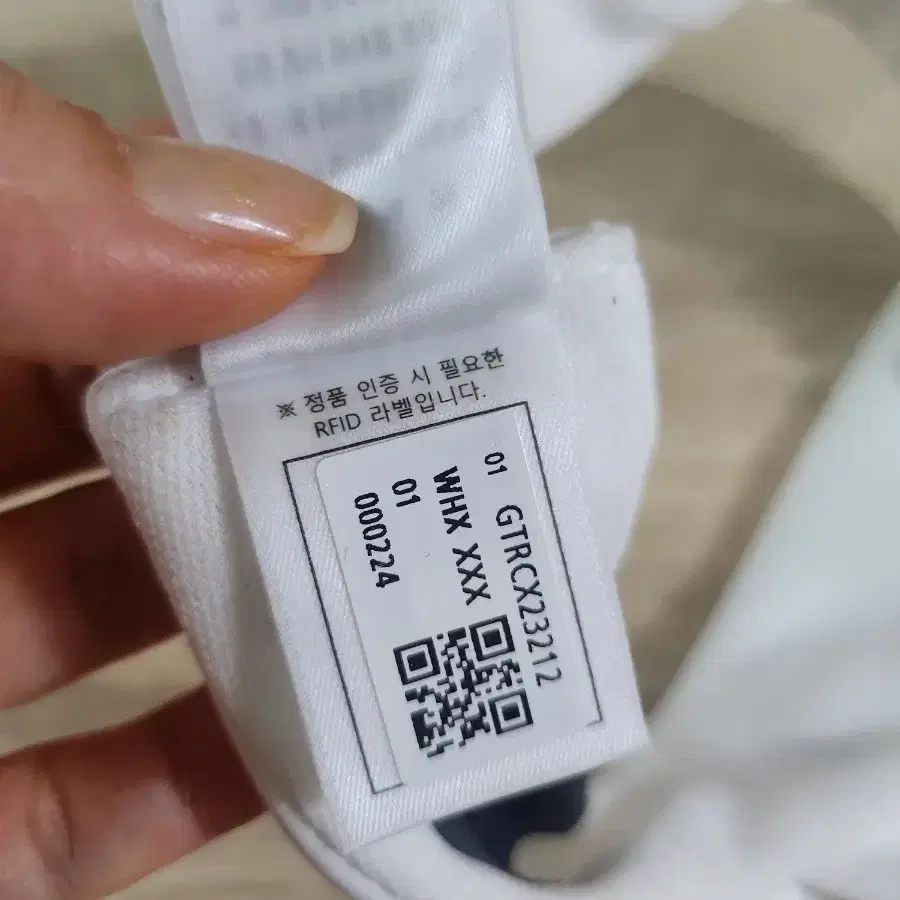 ※ 정품 인증 시 필요한
RFID 라벨입니다.
01 GTRCX23212
WHX XXX
01
000224